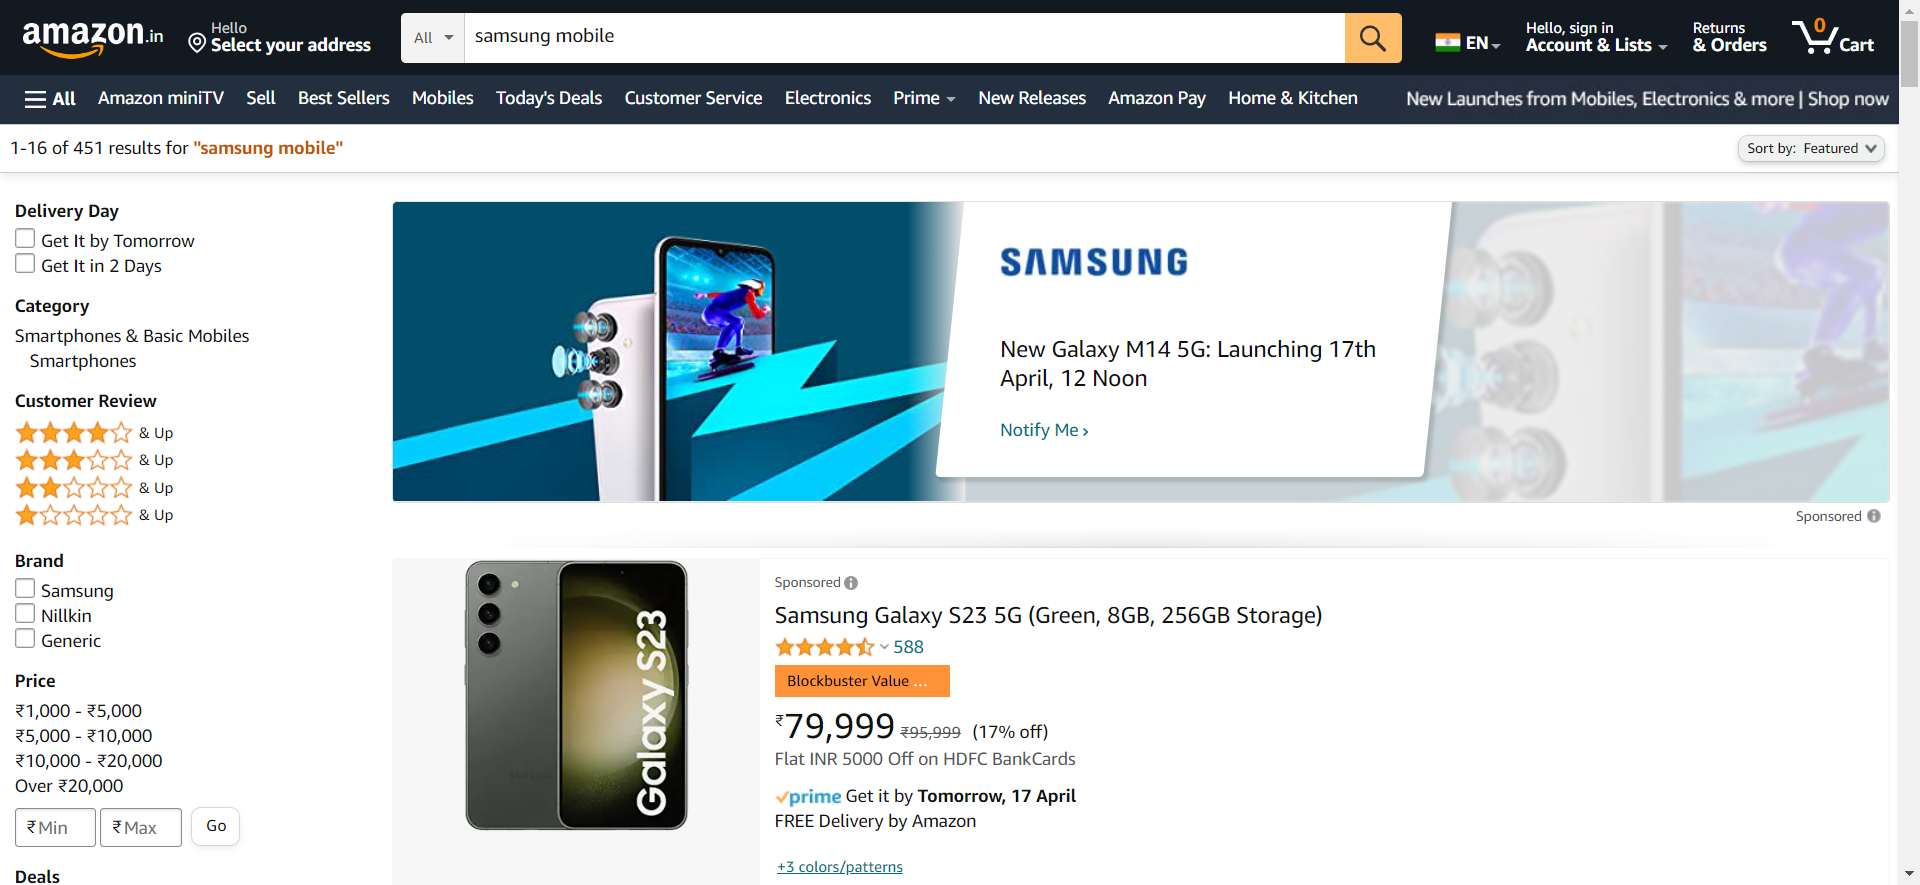 amazon.in
Hello
Select your address
All
samsung mobile
EN
Hello, sign in
Account & Lists
Returns
& Orders
0
Cart
All
Amazon miniTV
Sell
Best Sellers
Mobiles
Today's Deals
Customer Service
Electronics
Prime
New Releases
Amazon Pay
Home & Kitchen
New Launches from Mobiles, Electronics & more | Shop now
1-16 of 451 results for "samsung mobile"
Sort by: Featured
Delivery Day
Get It by Tomorrow
Get It in 2 Days
Category
Smartphones & Basic Mobiles
Smartphones
Customer Review
& Up
& Up
& Up
& Up
Brand
Samsung
Nillkin
Generic
Price
₹1,000 - ₹5,000
₹5,000 - ₹10,000
₹10,000 - ₹20,000
Over ₹20,000
₹ Min
₹ Max
Go
Deals
SAMSUNG
New Galaxy M14 5G: Launching 17th
April, 12 Noon
Notify Me ›
Sponsored
Galaxy S23
SAMSUNG
Sponsored
Samsung Galaxy S23 5G (Green, 8GB, 256GB Storage)
588
Blockbuster Value ...
₹79,999 ₹95,999 (17% off)
Flat INR 5000 Off on HDFC BankCards
prime Get it by Tomorrow, 17 April
FREE Delivery by Amazon
+3 colors/patterns